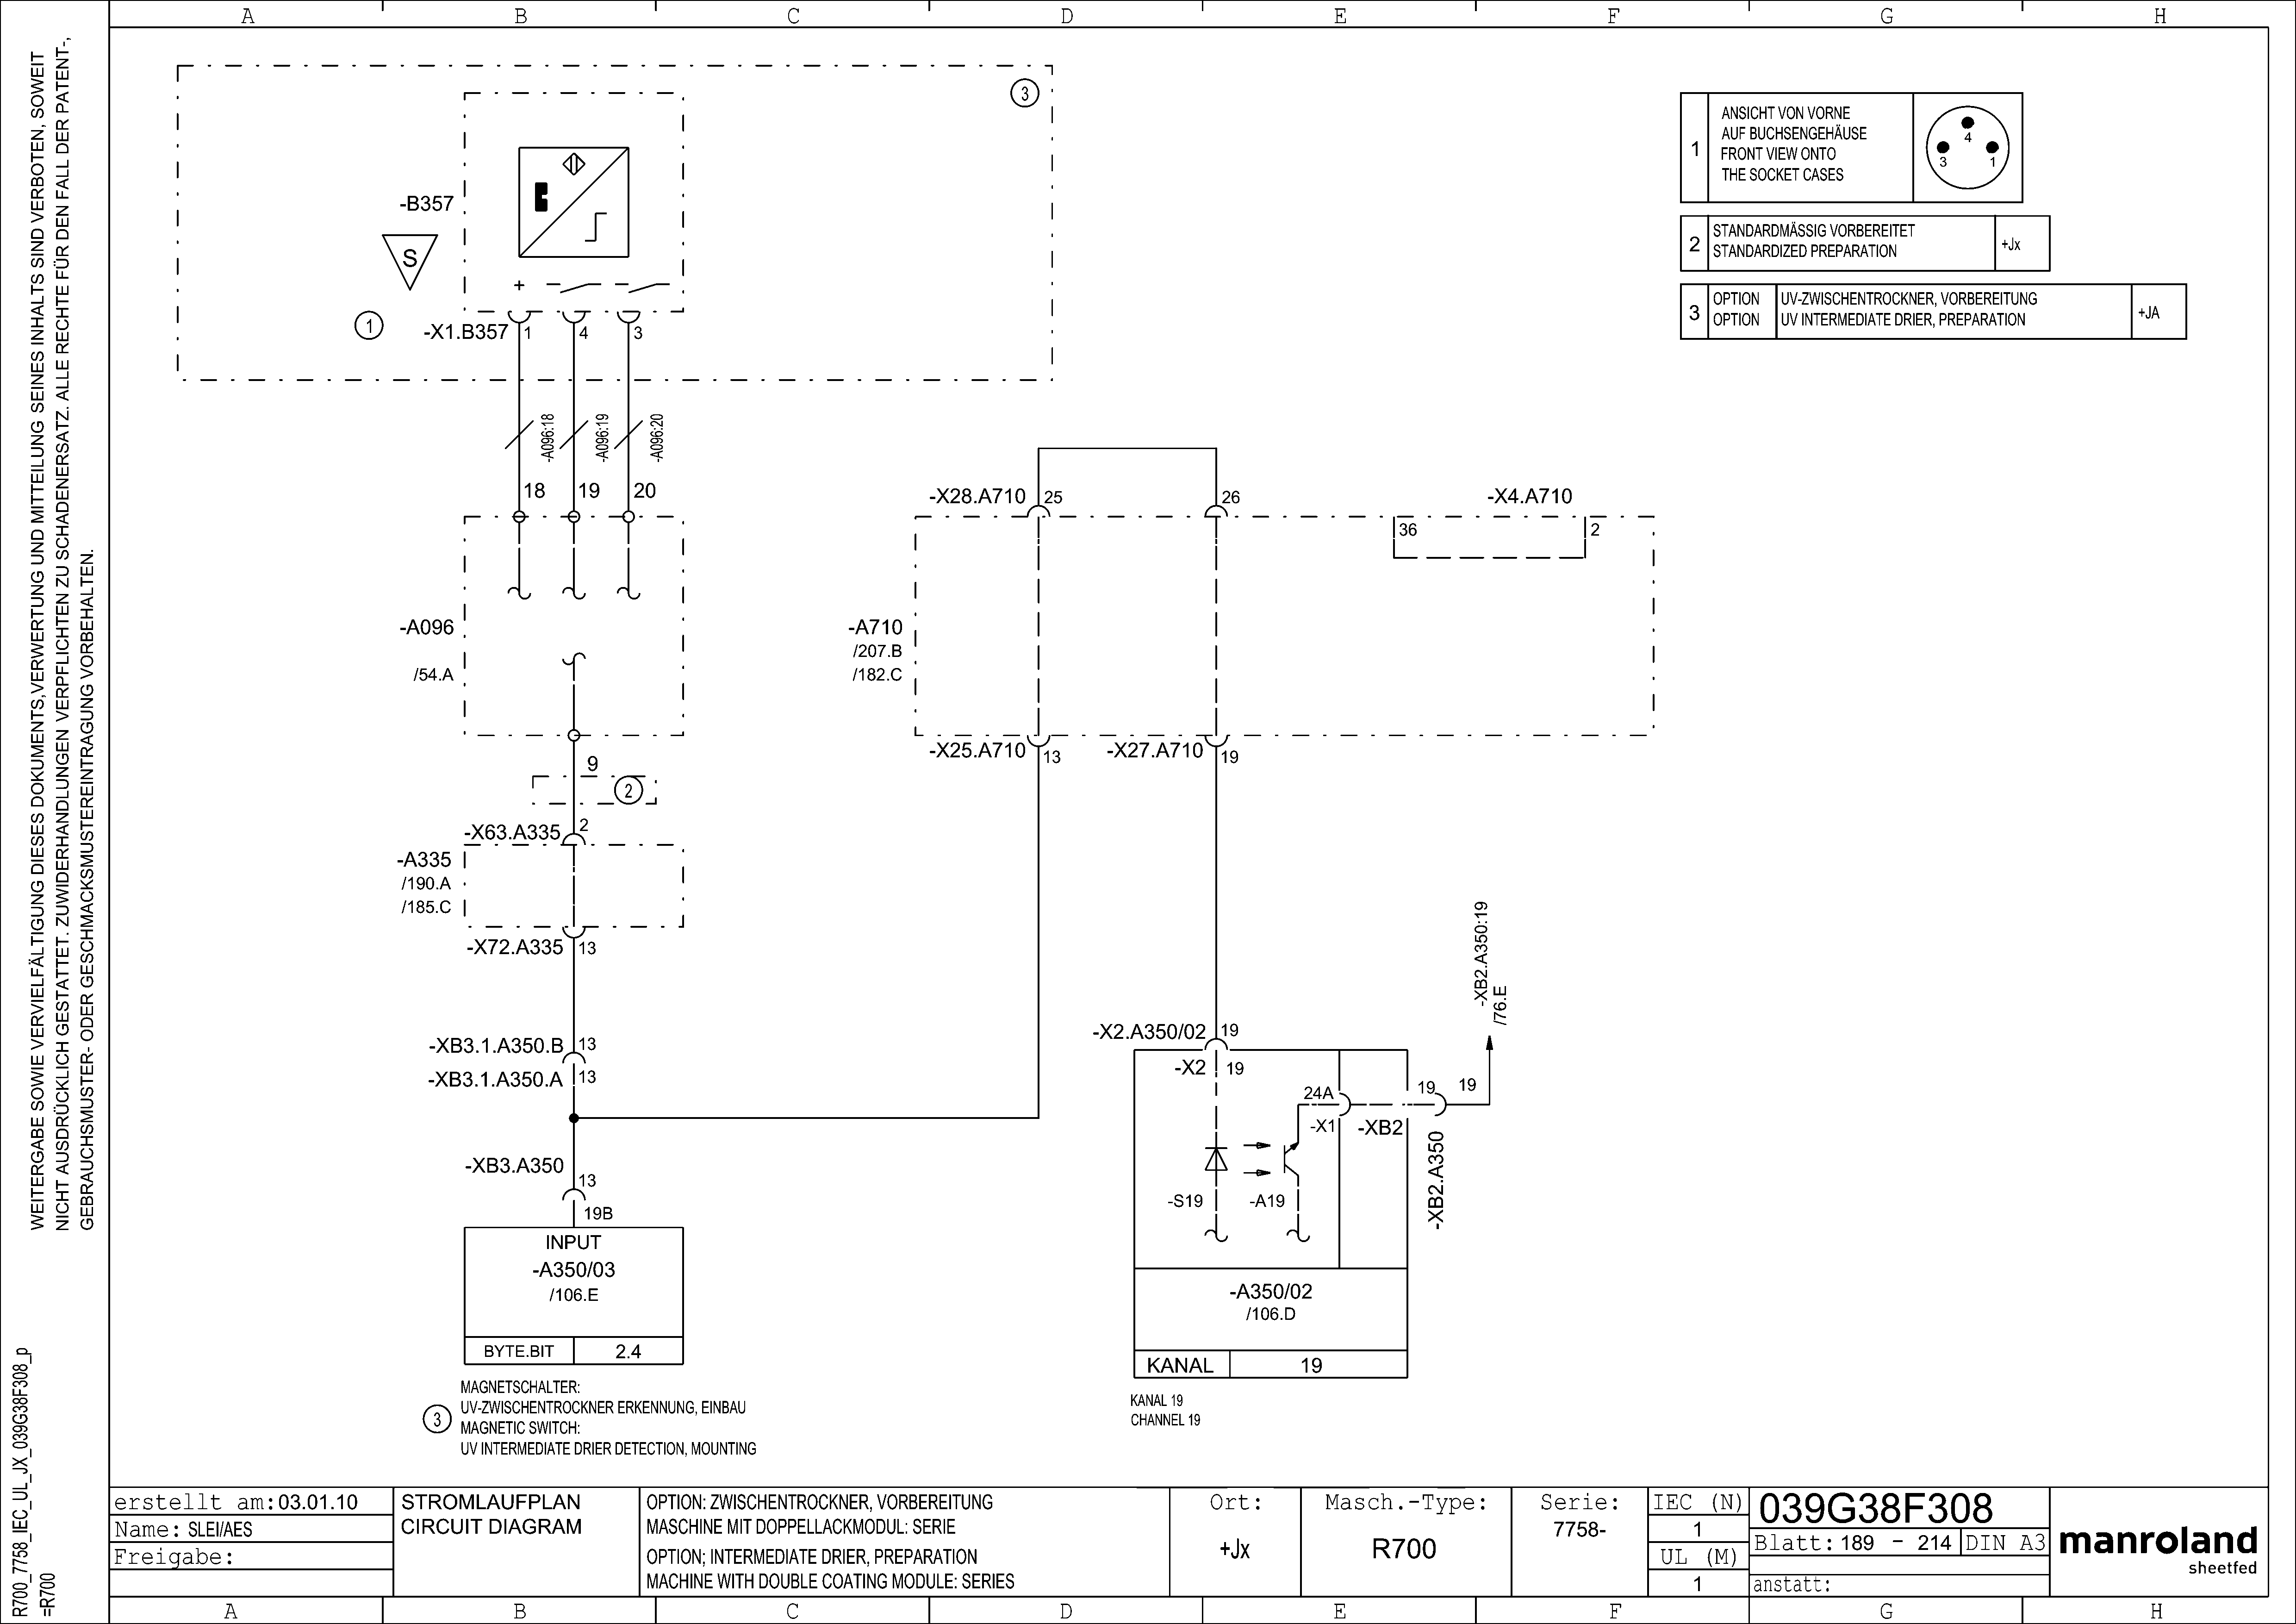 A B C D E F G H
WEITERGABE SOWIE VERVIELFÄLTIGUNG DIESES DOKUMENTS,VERWERTUNG UND MITTEILUNG SEINES INHALTS SIND VERBOTEN, SOWEIT
NICHT AUSDRÜCKLICH GESTATTET. ZUWIDERHANDLUNGEN VERPFLICHTEN ZU SCHADENERSATZ. ALLE RECHTE FÜR DEN FALL DER PATENT-,
GEBRAUCHSMUSTER- ODER GESCHMACKSMUSTEREINTRAGUNG VORBEHALTEN.
R700_7758_IEC_UL_JX_039G38F308_p
=R700
3
-B357
S
+
1
-X1.B357 1 4 3
-A096:18 -A096:19 -A096:20
18 19 20
-A096
/54.A
9
2
-X63.A335 2
-A335
/190.A
/185.C
-X72.A335 13
-XB3.1.A350.B 13
-XB3.1.A350.A 13
-XB3.A350
13
19B
INPUT
-A350/03
/106.E
BYTE.BIT 2.4
3
MAGNETSCHALTER:
UV-ZWISCHENTROCKNER ERKENNUNG, EINBAU
MAGNETIC SWITCH:
UV INTERMEDIATE DRIER DETECTION, MOUNTING
-X28.A710 25 26 -X4.A710
36 2
-A710
/207.B
/182.C
-X25.A710 13 -X27.A710 19
-X2.A350/02 19
-X2 19
24A 19 19
-X1 -XB2
-XB2.A350
-XB2.A350:19
/76.E
-S19 -A19
-A350/02
/106.D
KANAL 19
KANAL 19
CHANNEL 19
1
ANSICHT VON VORNE
AUF BUCHSENGEHÄUSE
FRONT VIEW ONTO
THE SOCKET CASES
4
3 1
2
STANDARDMÄSSIG VORBEREITET
STANDARDIZED PREPARATION
+Jx
3
OPTION UV-ZWISCHENTROCKNER, VORBEREITUNG
OPTION UV INTERMEDIATE DRIER, PREPARATION
+JA
erstellt am: 03.01.10
Name: SLEI/AES
Freigabe:
STROMLAUFPLAN
CIRCUIT DIAGRAM
OPTION: ZWISCHENTROCKNER, VORBEREITUNG
MASCHINE MIT DOPPELLACKMODUL: SERIE
OPTION; INTERMEDIATE DRIER, PREPARATION
MACHINE WITH DOUBLE COATING MODULE: SERIES
Ort:
+Jx
Masch.-Type:
R700
Serie:
7758-
IEC (N)
1
UL (M)
1
039G38F308
Blatt: 189 - 214 DIN A3
anstatt:
manroland
sheetfed
A B C D E F G H